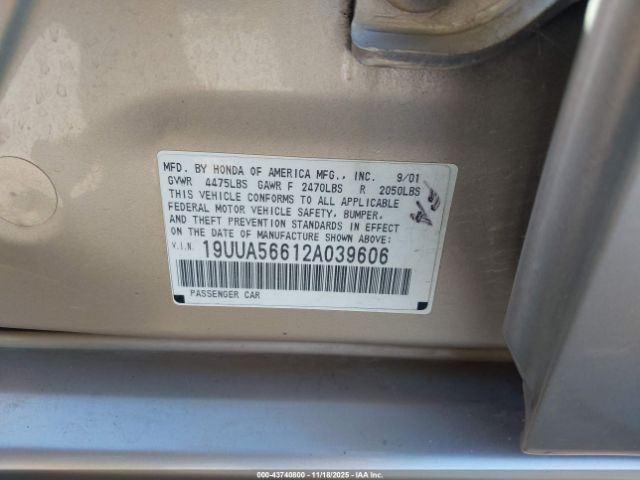 MFD. BY HONDA OF AMERICA MFG., INC. 9/01
GVWR 4475LBS GAWR F 2470LBS R 2050LBS
THIS VEHICLE CONFORMS TO ALL APPLICABLE
FEDERAL MOTOR VEHICLE SAFETY, BUMPER,
AND THEFT PREVENTION STANDARDS IN EFFECT
ON THE DATE OF MANUFACTURE SHOWN ABOVE.
V.I.N. 19UUA56612A039606
PASSENGER CAR
000-43740800 - 11/18/2025 - IAA Corp.